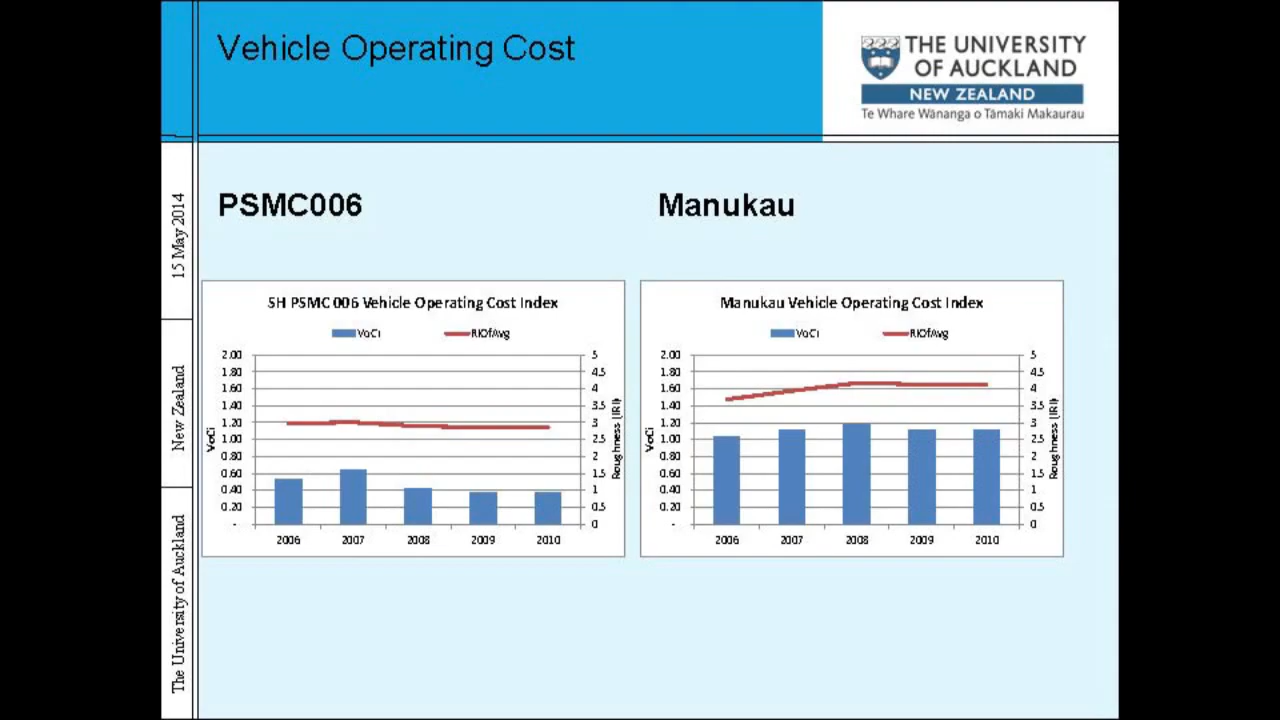 Vehicle Operating Cost
THE UNIVERSITY
OF AUCKLAND
NEW ZEALAND
Te Whare Wānanga o Tāmaki Makaurau
15 May 2014
New Zealand
The University of Auckland
PSMC006
Manukau
SH PSMC 006 Vehicle Operating Cost Index
VoCi
RIOfAvg
2.00
1.80
1.60
1.40
1.20
1.00
0.80
0.60
0.40
0.20
-
VoCi
5
4.5
4
3.5
3
2.5
2
1.5
1
0.5
0
Roughness (IRI)
2006 2007 2008 2009 2010
Manukau Vehicle Operating Cost Index
VoCi
RIOfAvg
2.00
1.80
1.60
1.40
1.20
1.00
0.80
0.60
0.40
0.20
-
VoCi
5
4.5
4
3.5
3
2.5
2
1.5
1
0.5
0
Roughness (IRI)
2006 2007 2008 2009 2010